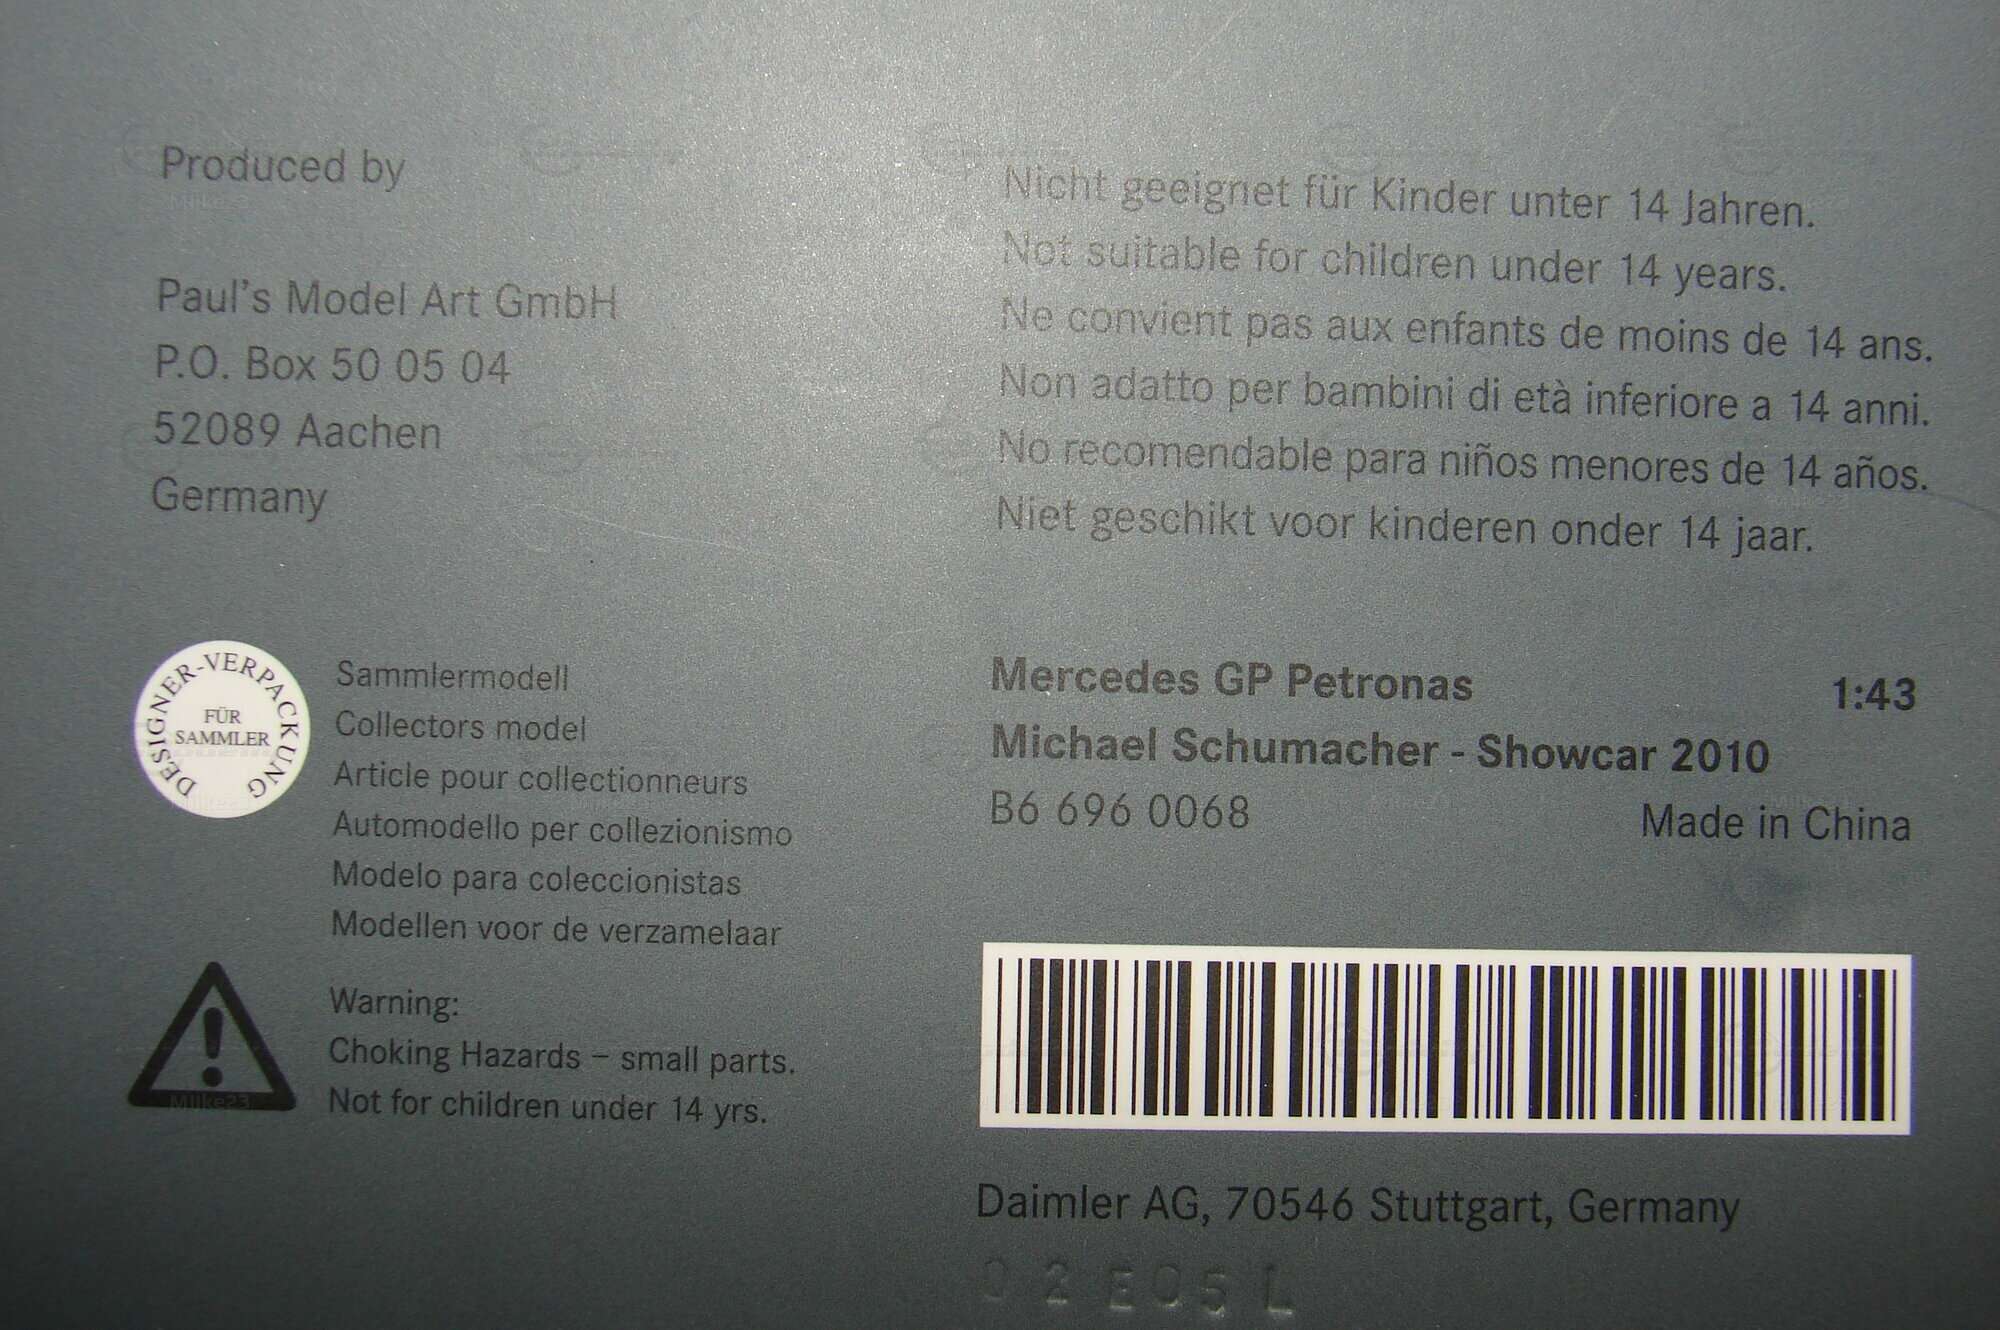 Produced by
Paul's Model Art GmbH
P.O. Box 50 05 04
52089 Aachen
Germany
Nicht geeignet für Kinder unter 14 Jahren.
Not suitable for children under 14 years.
Ne convient pas aux enfants de moins de 14 ans.
Non adatto per bambini di età inferiore a 14 anni.
No recomendable para niños menores de 14 años.
Niet geschikt voor kinderen onder 14 jaar.
DESIGNER-VERPACKUNG
FÜR
SAMMLER
Sammlermodell
Collectors model
Article pour collectionneurs
Automodello per collezionismo
Modelo para coleccionistas
Modellen voor de verzamelaar
Warning:
Choking Hazards – small parts.
Not for children under 14 yrs.
Mercedes GP Petronas 1:43
Michael Schumacher - Showcar 2010
B6 696 0068 Made in China
Daimler AG, 70546 Stuttgart, Germany
02E05L
MIIke23